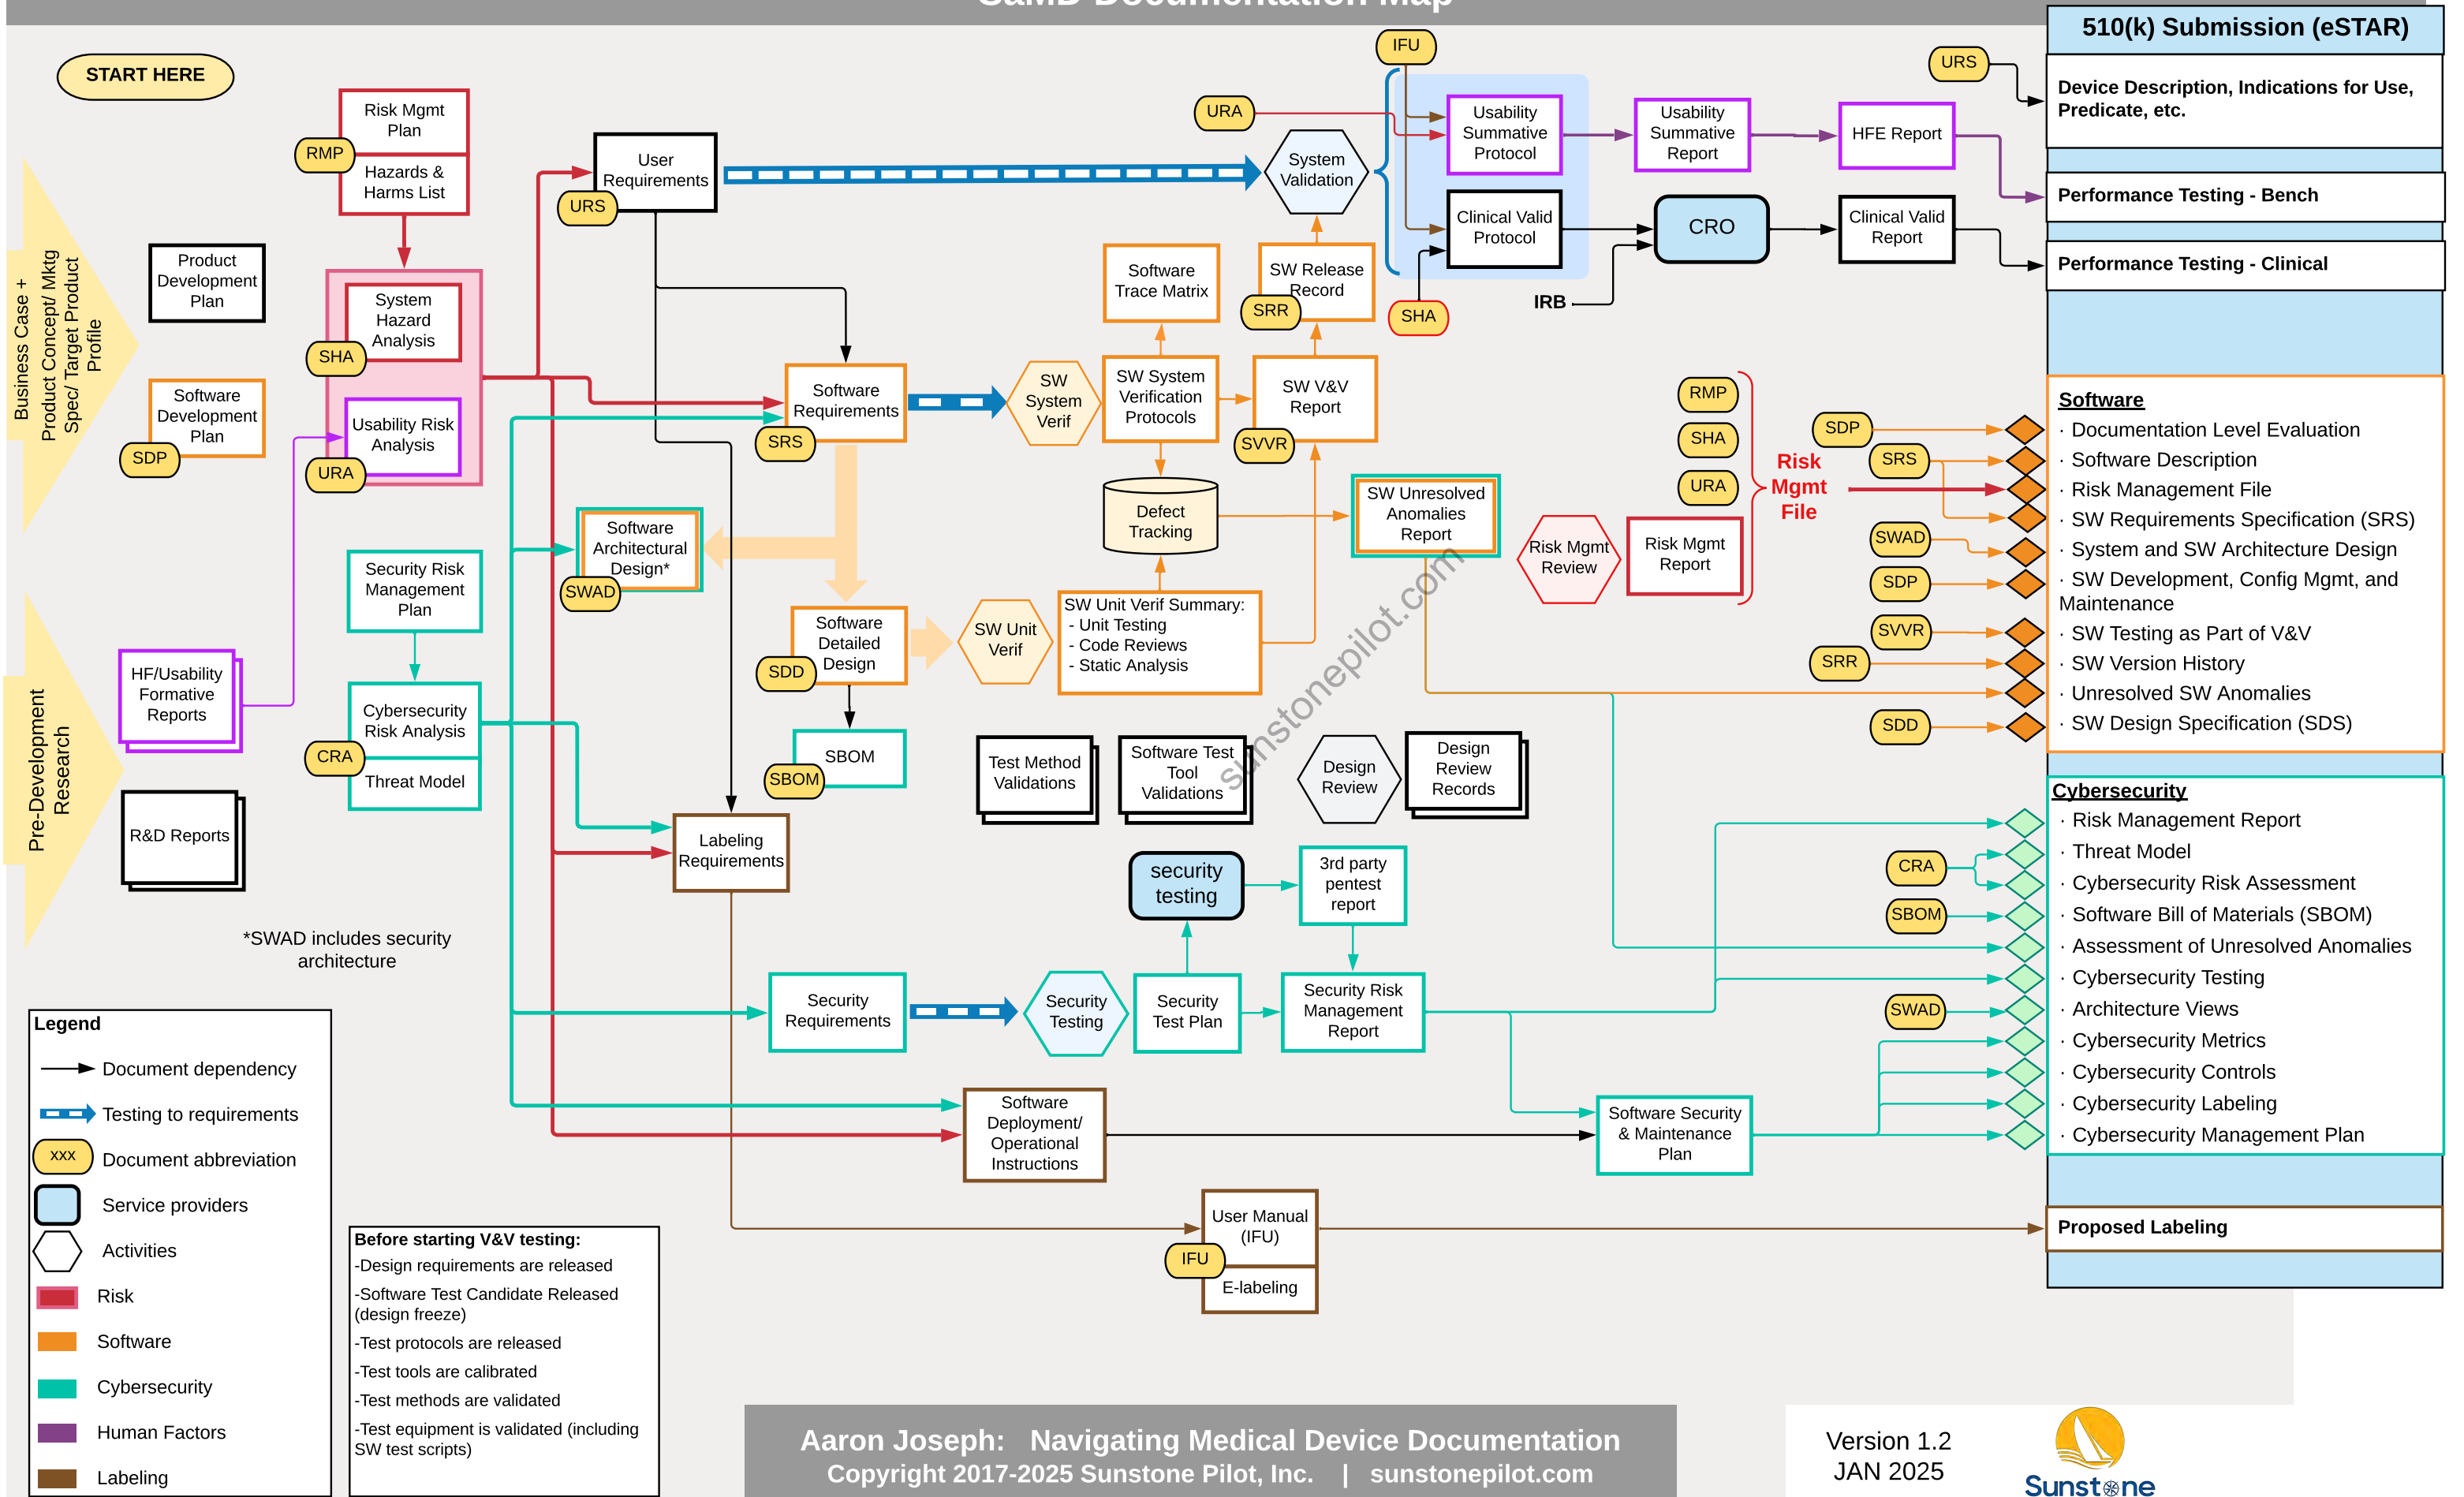 SaMD Documentation Map
510(k) Submission (eSTAR)
START HERE
Business Case +
Product Concept/ Mktg
Spec/ Target Product
Profile
Pre-Development
Research
Product
Development
Plan
Software
Development
Plan
SDP
HF/Usability
Formative
Reports
R&D Reports
Risk Mgmt
Plan
RMP
Hazards &
Harms List
System
Hazard
Analysis
SHA
Usability Risk
Analysis
URA
Security Risk
Management
Plan
Cybersecurity
Risk Analysis
CRA
Threat Model
*SWAD includes security
architecture
User
Requirements
URS
Software
Requirements
SRS
Software
Architectural
Design*
SWAD
Software
Detailed
Design
SDD
SBOM
SBOM
Labeling
Requirements
Security
Requirements
SW
System
Verif
SW System
Verification
Protocols
Software
Trace Matrix
SW Release
Record
SRR
SW V&V
Report
SVVR
Defect
Tracking
SW Unit
Verif
SW Unit Verif Summary:
- Unit Testing
- Code Reviews
- Static Analysis
SW Unresolved
Anomalies
Report
URA
System
Validation
IFU
Usability
Summative
Protocol
Usability
Summative
Report
HFE Report
Clinical Valid
Protocol
CRO
Clinical Valid
Report
SHA
IRB
Risk Mgmt
Review
Risk Mgmt
Report
RMP
SHA
URA
Risk
Mgmt
File
Test Method
Validations
Software Test
Tool
Validations
Design
Review
Design
Review
Records
sunstonepilot.com
security
testing
3rd party
pentest
report
Security
Testing
Security
Test Plan
Security Risk
Management
Report
Software
Deployment/
Operational
Instructions
Software Security
& Maintenance
Plan
User Manual
(IFU)
IFU
E-labeling
URS
Device Description, Indications for Use,
Predicate, etc.
Performance Testing - Bench
Performance Testing - Clinical
Software
SDP
· Documentation Level Evaluation
SRS
· Software Description
· Risk Management File
· SW Requirements Specification (SRS)
SWAD
· System and SW Architecture Design
SDP
· SW Development, Config Mgmt, and
Maintenance
SVVR
· SW Testing as Part of V&V
SRR
· SW Version History
· Unresolved SW Anomalies
SDD
· SW Design Specification (SDS)
Cybersecurity
· Risk Management Report
CRA
· Threat Model
· Cybersecurity Risk Assessment
SBOM
· Software Bill of Materials (SBOM)
· Assessment of Unresolved Anomalies
· Cybersecurity Testing
SWAD
· Architecture Views
· Cybersecurity Metrics
· Cybersecurity Controls
· Cybersecurity Labeling
· Cybersecurity Management Plan
Proposed Labeling
Legend
Document dependency
Testing to requirements
xxx
Document abbreviation
Service providers
Activities
Risk
Software
Cybersecurity
Human Factors
Labeling
Before starting V&V testing:
-Design requirements are released
-Software Test Candidate Released
(design freeze)
-Test protocols are released
-Test tools are calibrated
-Test methods are validated
-Test equipment is validated (including
SW test scripts)
Aaron Joseph: Navigating Medical Device Documentation
Copyright 2017-2025 Sunstone Pilot, Inc. | sunstonepilot.com
Version 1.2
JAN 2025
Sunstone